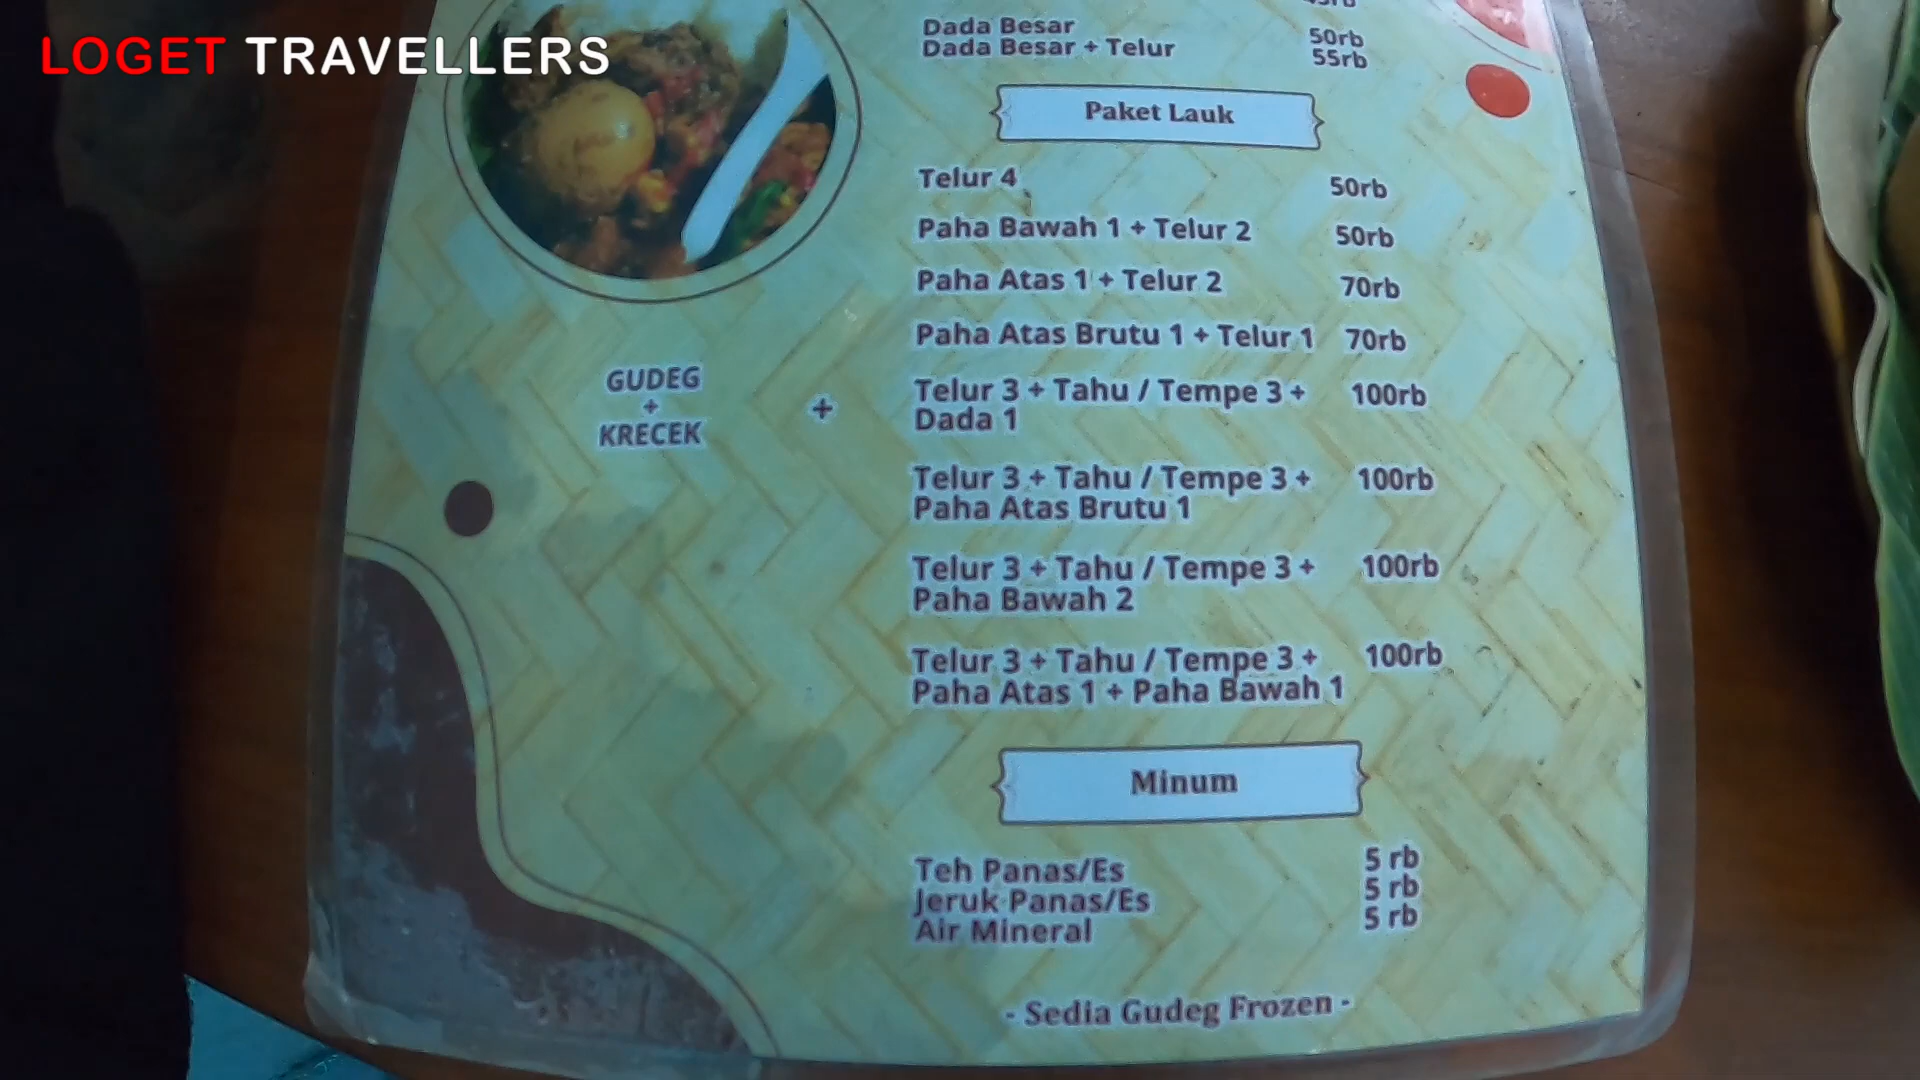 LOGET TRAVELLERS
Dada Besar 50rb
Dada Besar + Telur 55rb
Paket Lauk
Telur 4 50rb
Paha Bawah 1 + Telur 2 50rb
Paha Atas 1 + Telur 2 70rb
Paha Atas Brutu 1 + Telur 1 70rb
GUDEG
+
KRECEK
+
Telur 3 + Tahu / Tempe 3 + 100rb
Dada 1
Telur 3 + Tahu / Tempe 3 + 100rb
Paha Atas Brutu 1
Telur 3 + Tahu / Tempe 3 + 100rb
Paha Bawah 2
Telur 3 + Tahu / Tempe 3 + 100rb
Paha Atas 1 + Paha Bawah 1
Minum
Teh Panas/Es 5 rb
Jeruk Panas/Es 5 rb
Air Mineral 5 rb
- Sedia Gudeg Frozen -